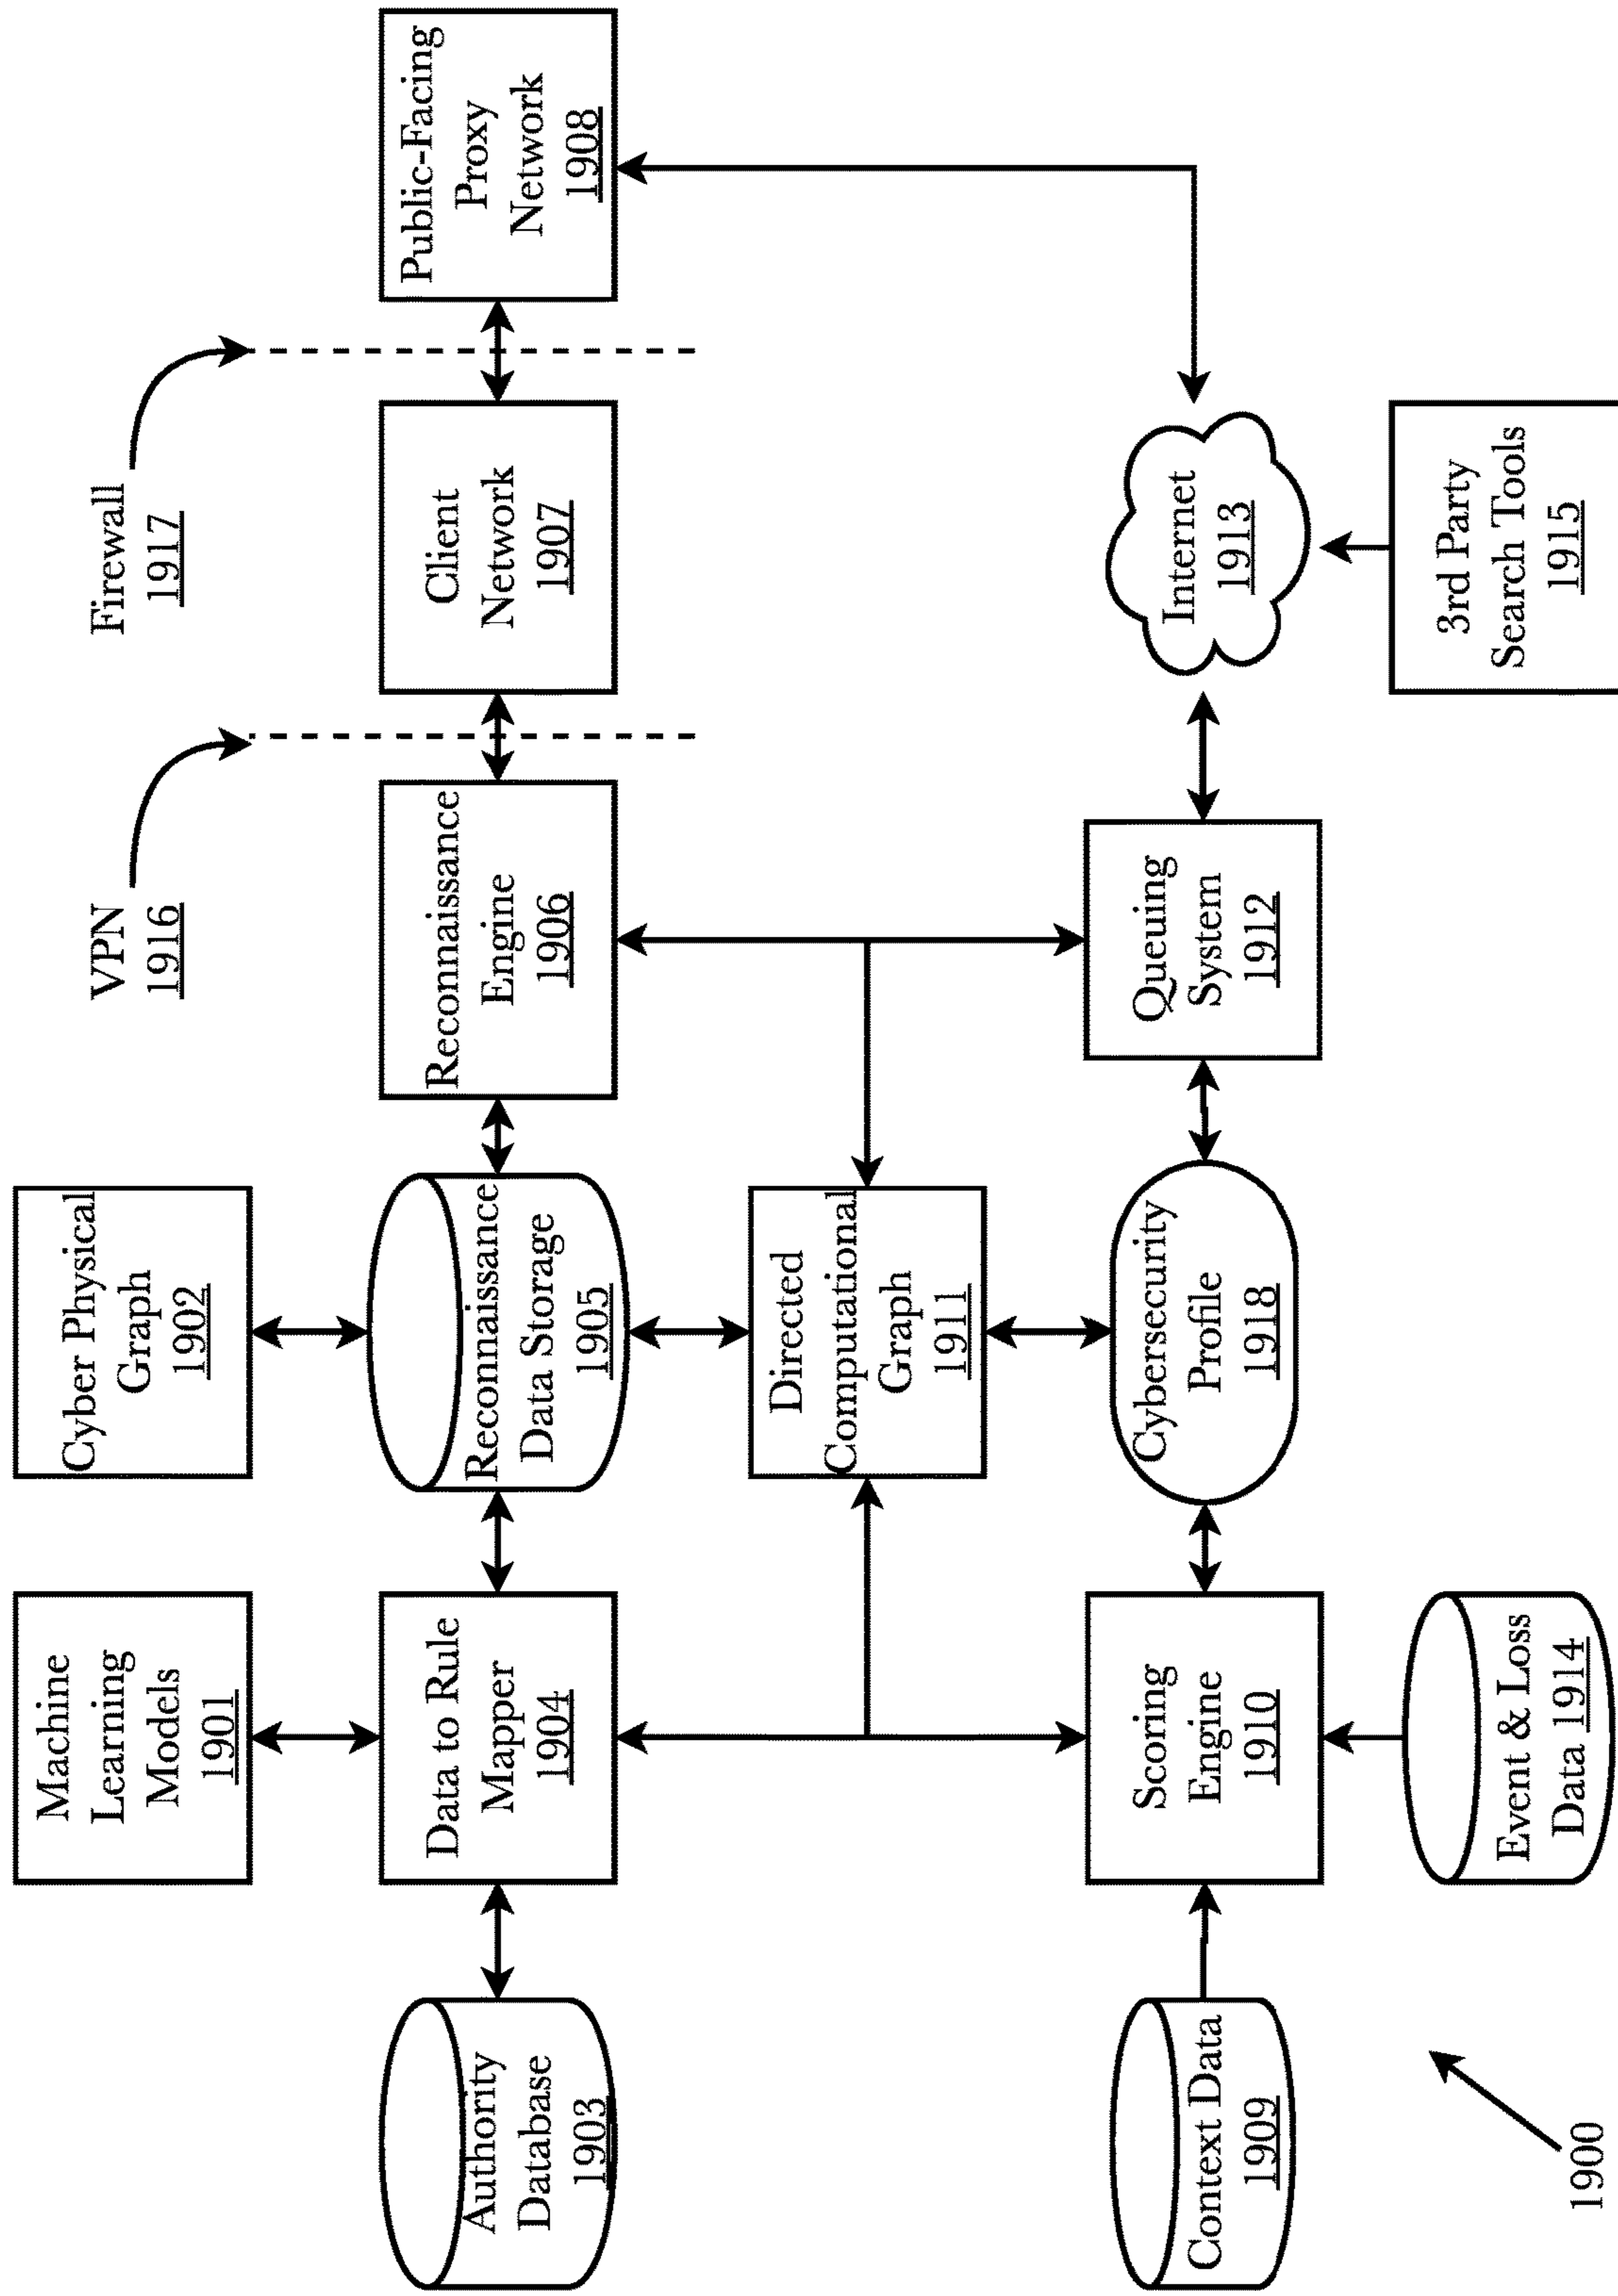 Machine
Learning
Models
1901
Cyber Physical
Graph
1902
VPN
1916
Firewall
1917
Authority
Database
1903
Data to Rule
Mapper
1904
Reconnaissance
Data Storage
1905
Reconnaissance
Engine
1906
Client
Network
1907
Public-Facing
Proxy
Network
1908
Directed
Computational
Graph
1911
Context Data
1909
Scoring
Engine
1910
Cybersecurity
Profile
1918
Queuing
System
1912
Internet
1913
Event & Loss
Data 1914
3rd Party
Search Tools
1915
1900